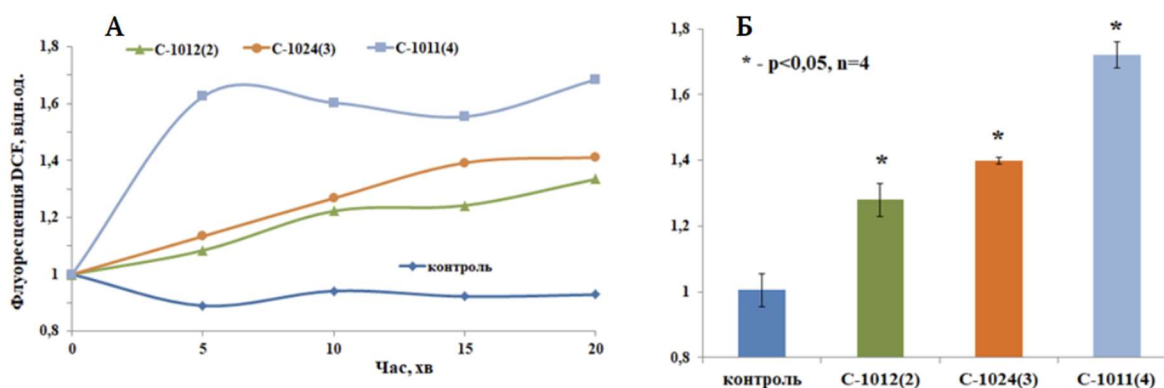 А
C-1012(2) C-1024(3) C-1011(4)
Флуоресценція DCF, відн.од.
1,8
1,6
1,4
1,2
1
0,8
контроль
0 5 10 15 20
Час, хв
Б
* - p<0,05, n=4
1,8
1,6
1,4
1,2
1
0,8
* * *
контроль C-1012(2) C-1024(3) C-1011(4)